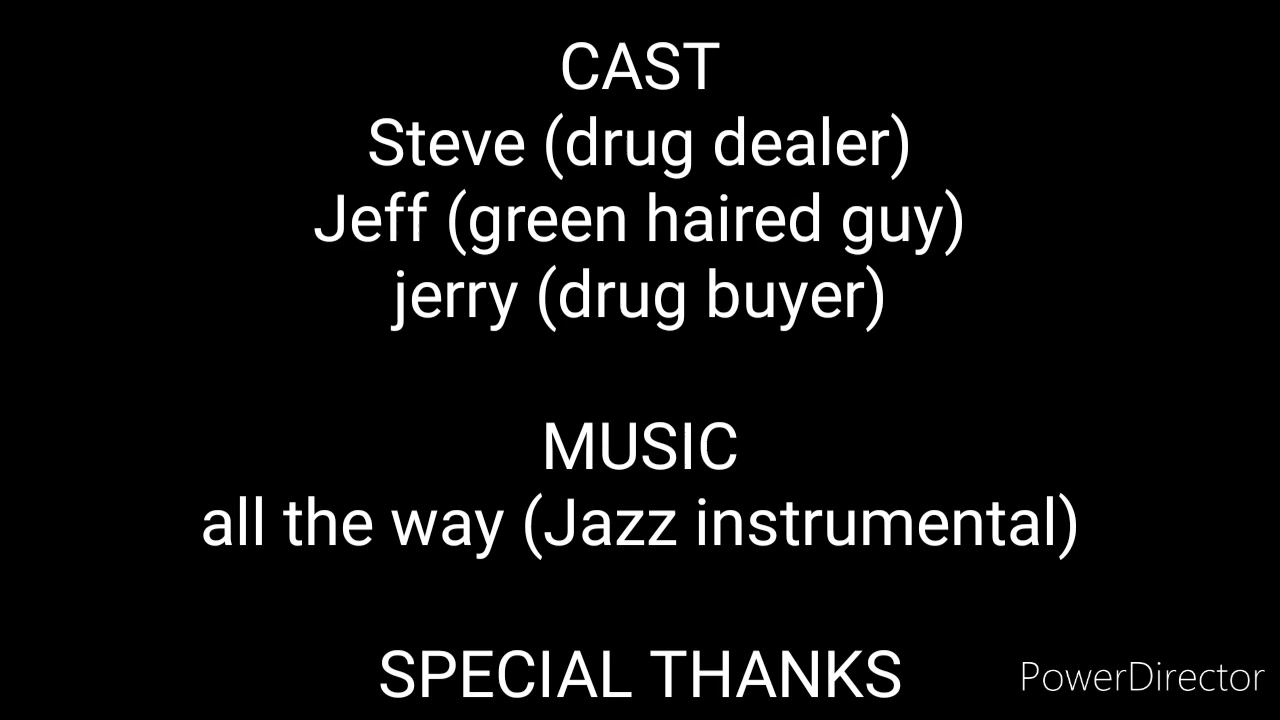 CAST
Steve (drug dealer)
Jeff (green haired guy)
jerry (drug buyer)
MUSIC
all the way (Jazz instrumental)
SPECIAL THANKS
PowerDirector